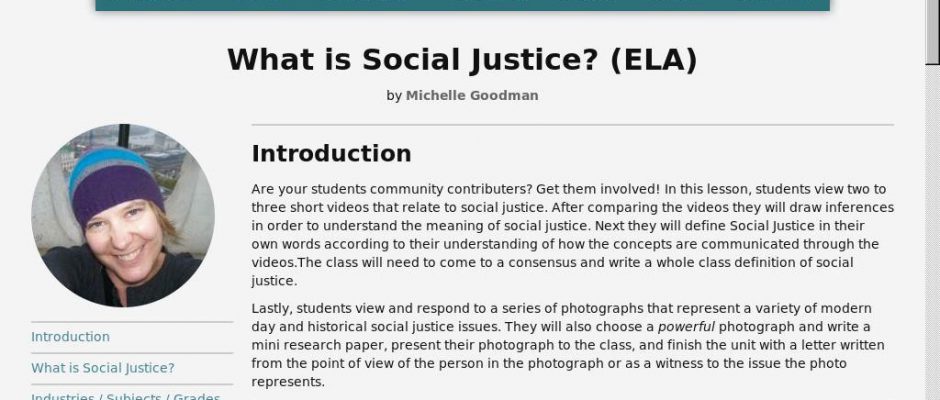 What is Social Justice? (ELA)
by Michelle Goodman
Introduction
Are your students community contributers? Get them involved! In this lesson, students view two to
three short videos that relate to social justice. After comparing the videos they will draw inferences
in order to understand the meaning of social justice. Next they will define Social Justice in their
own words according to their understanding of how the concepts are communicated through the
videos.The class will need to come to a consensus and write a whole class definition of social
justice.
Lastly, students view and respond to a series of photographs that represent a variety of modern
day and historical social justice issues. They will also choose a powerful photograph and write a
mini research paper, present their photograph to the class, and finish the unit with a letter written
from the point of view of the person in the photograph or as a witness to the issue the photo
represents.
Introduction
What is Social Justice?
Industries / Subjects / Grades